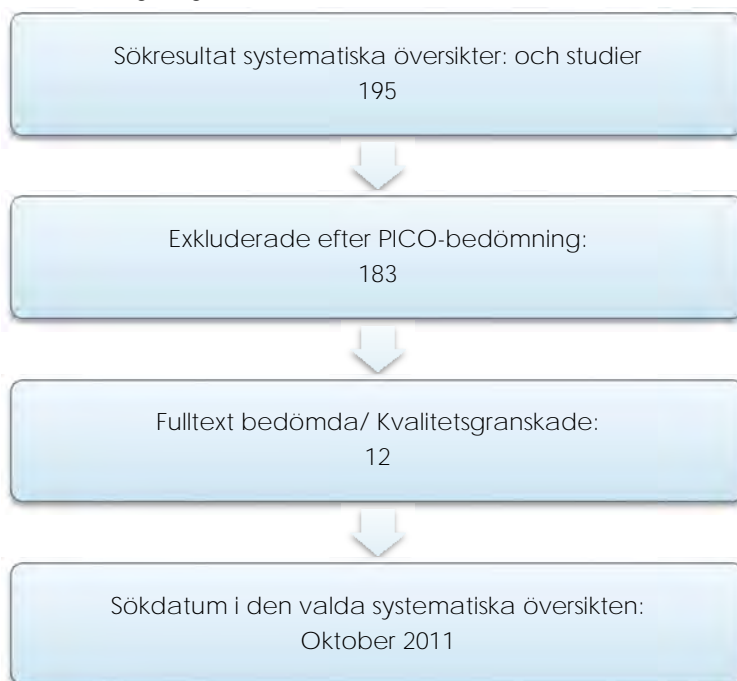 Sökresultat systematiska översikter: och studier
195
Exkluderade efter PICO-bedömning:
183
Fulltext bedömda/ Kvalitetsgranskade:
12
Sökdatum i den valda systematiska översikten:
Oktober 2011